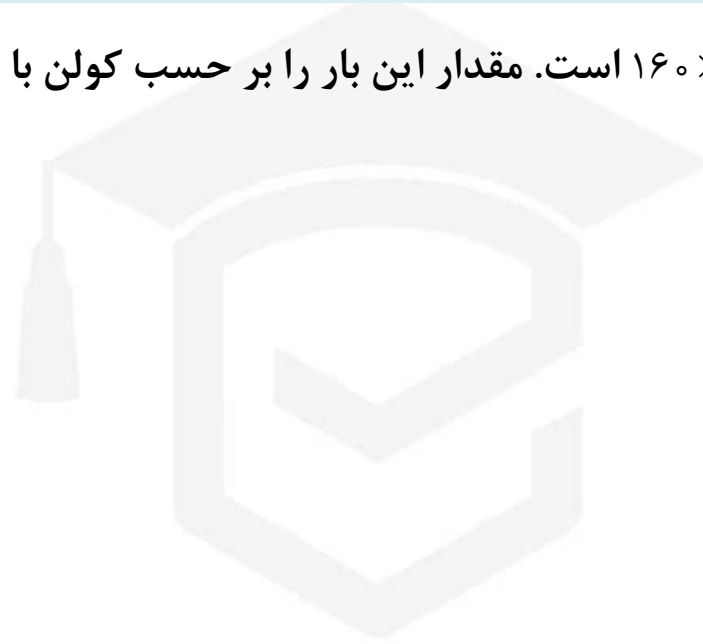 ۱۶۰ است. مقدار این بار را بر حسب کولن با